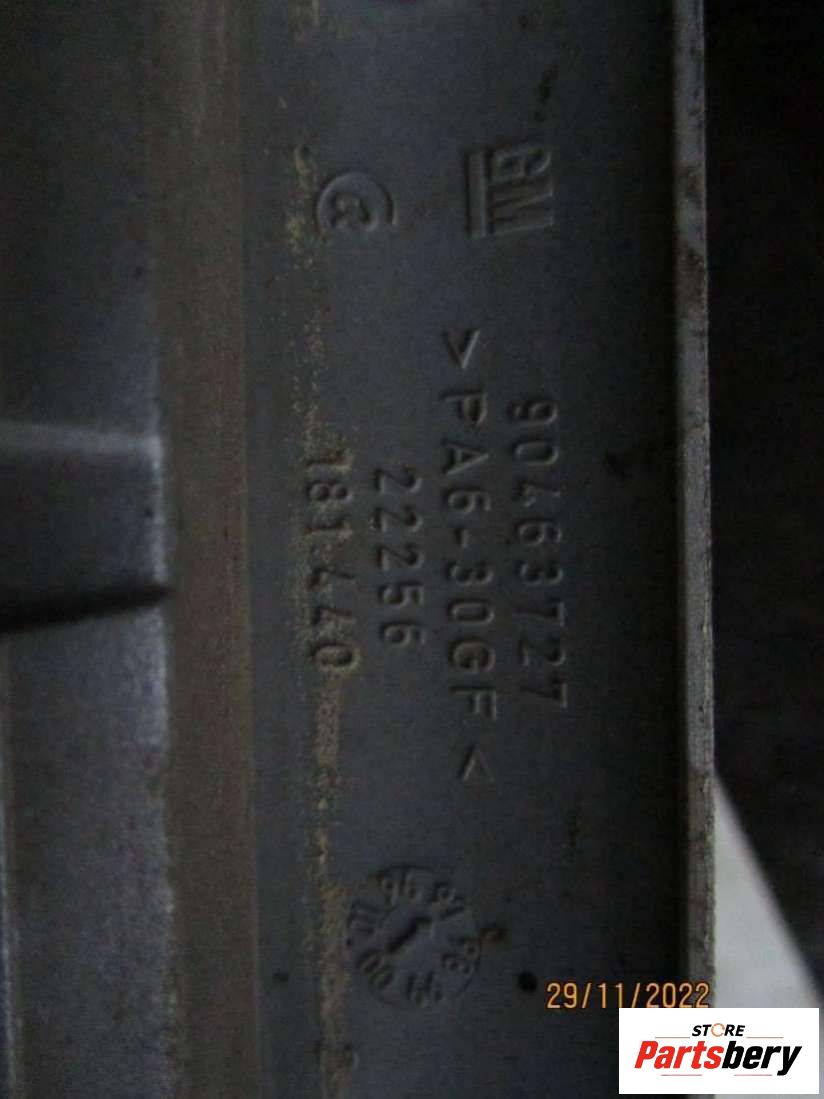 GM
90463727
>PA6-30GF<
22256
181440
29/11/2022
STORE
Partsbery